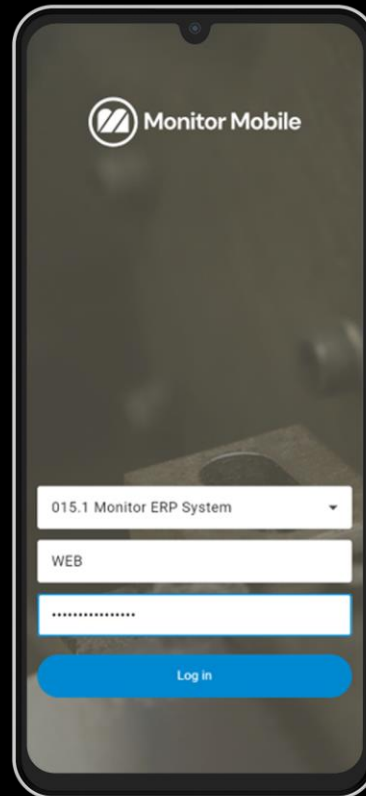 Monitor Mobile
015.1 Monitor ERP System
WEB
••••••••••••••••
Log in